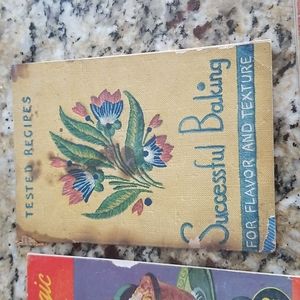 TESTED RECIPES
Successful Baking
FOR FLAVOR AND TEXTURE